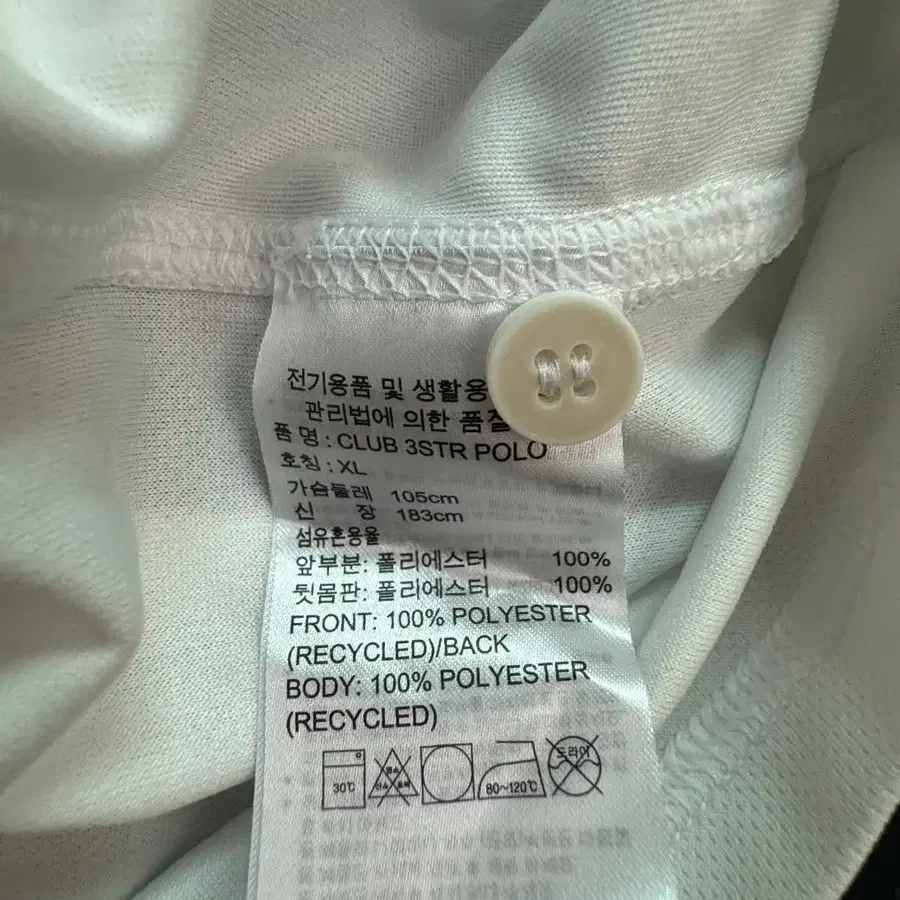 전기용품 및 생활용
관리법에 의한 품질
품 명 : CLUB 3STR POLO
호칭 : XL
가슴둘레 105cm
신 장 183cm
섬유혼용율
앞부분: 폴리에스터 100%
뒷몸판: 폴리에스터 100%
FRONT: 100% POLYESTER
(RECYCLED)/BACK
BODY: 100% POLYESTER
(RECYCLED)
30℃ 80~120℃ 드라이